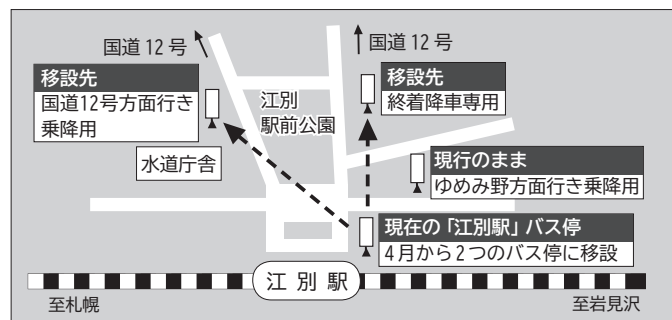 国道12号
国道12号
移設先
国道12号方面行き
乗降用
移設先
終着降車専用
江別
駅前公園
水道庁舎
現行のまま
ゆめみ野方面行き乗降用
現在の「江別駅」バス停
4月から2つのバス停に移設
江別駅
至札幌
至岩見沢